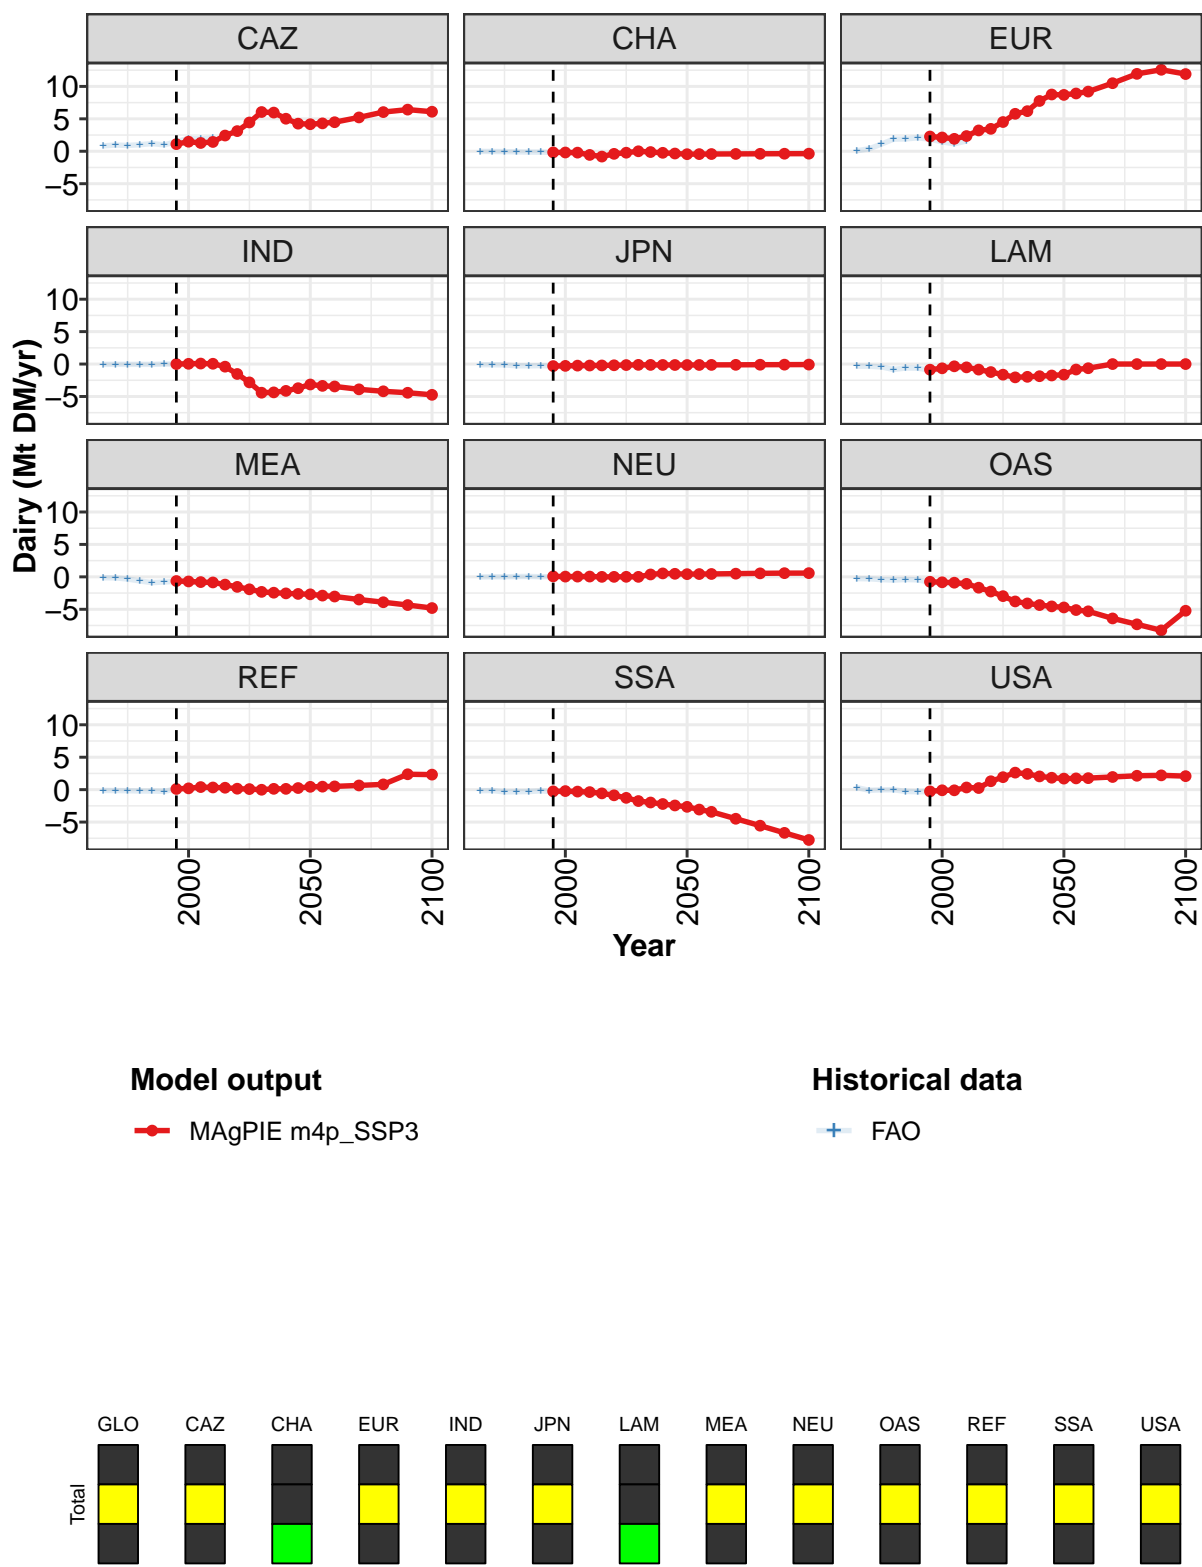 CAZ CHA EUR
10
5
0
−5
IND JPN LAM
10
5
0
−5
MEA NEU OAS
10
5
0
−5
REF SSA USA
10
5
0
−5
Dairy (Mt DM/yr)
2000 2050 2100 2000 2050 2100 2000 2050 2100
Year
Model output Historical data
MAgPIE m4p_SSP3 FAO
GLO CAZ CHA EUR IND JPN LAM MEA NEU OAS REF SSA USA
Total